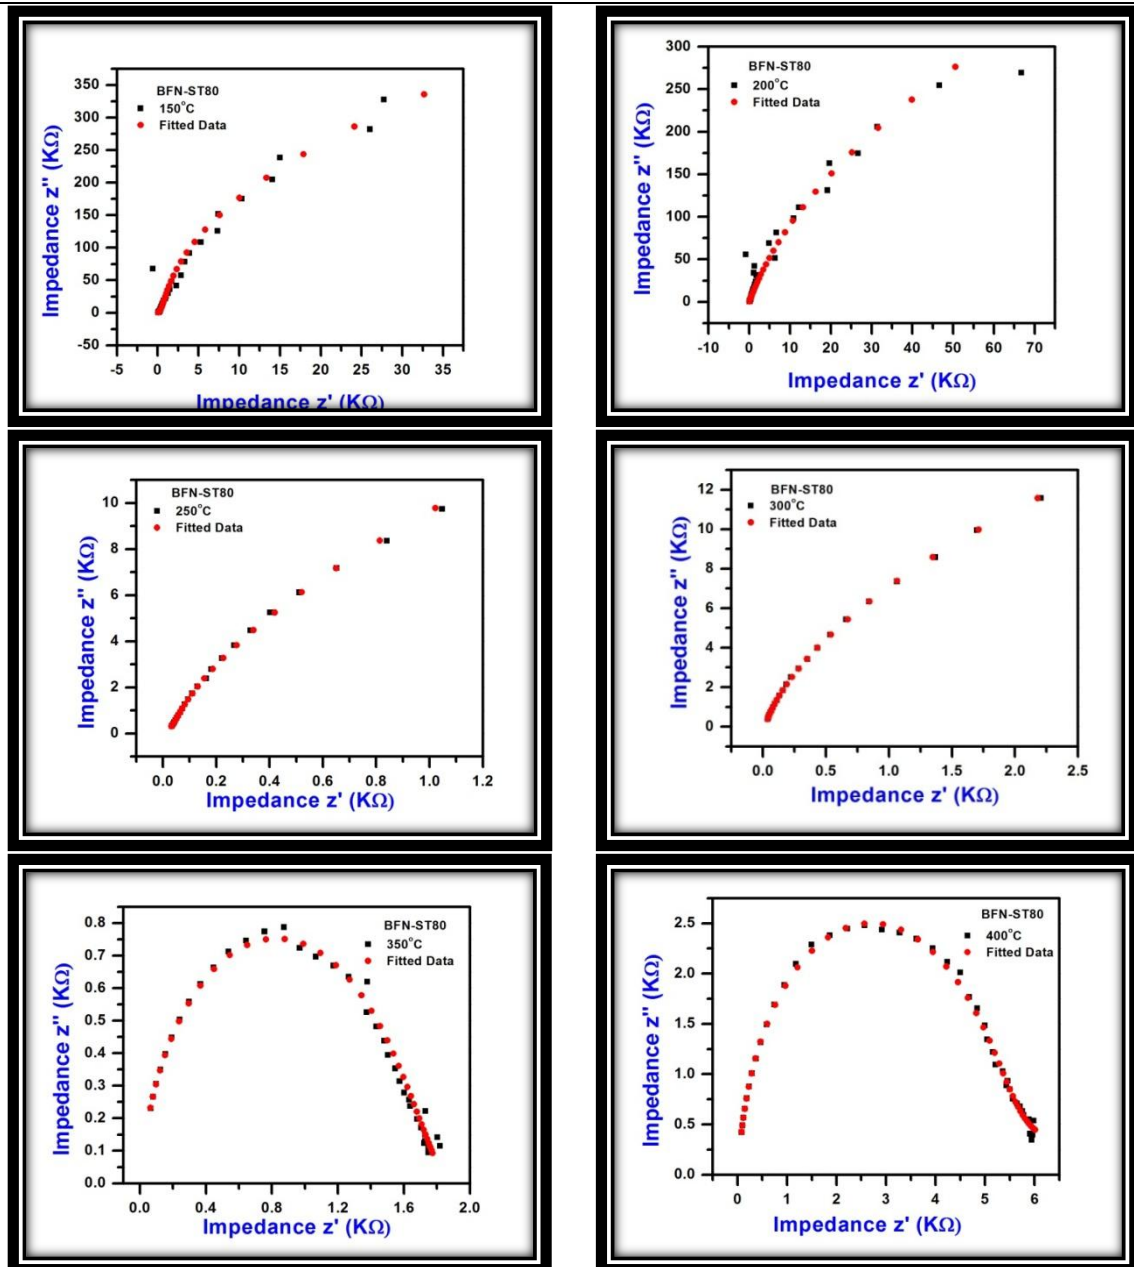 BFN-ST80
150°C
Fitted Data
350
300
250
200
150
100
50
0
-50
-5 0 5 10 15 20 25 30 35
Impedance z'' (KΩ)
Impedance z' (KΩ)
BFN-ST80
200°C
Fitted Data
300
250
200
150
100
50
0
-10 0 10 20 30 40 50 60 70
Impedance z'' (KΩ)
Impedance z' (KΩ)
BFN-ST80
250°C
Fitted Data
10
8
6
4
2
0
0.0 0.2 0.4 0.6 0.8 1.0 1.2
Impedance z'' (KΩ)
Impedance z' (KΩ)
BFN-ST80
300°C
Fitted Data
12
10
8
6
4
2
0
0.0 0.5 1.0 1.5 2.0 2.5
Impedance z'' (KΩ)
Impedance z' (KΩ)
BFN-ST80
350°C
Fitted Data
0.8
0.7
0.6
0.5
0.4
0.3
0.2
0.1
0.0
0.0 0.4 0.8 1.2 1.6 2.0
Impedance z'' (KΩ)
Impedance z' (KΩ)
BFN-ST80
400°C
Fitted Data
2.5
2.0
1.5
1.0
0.5
0.0
0 1 2 3 4 5 6
Impedance z'' (KΩ)
Impedance z' (KΩ)